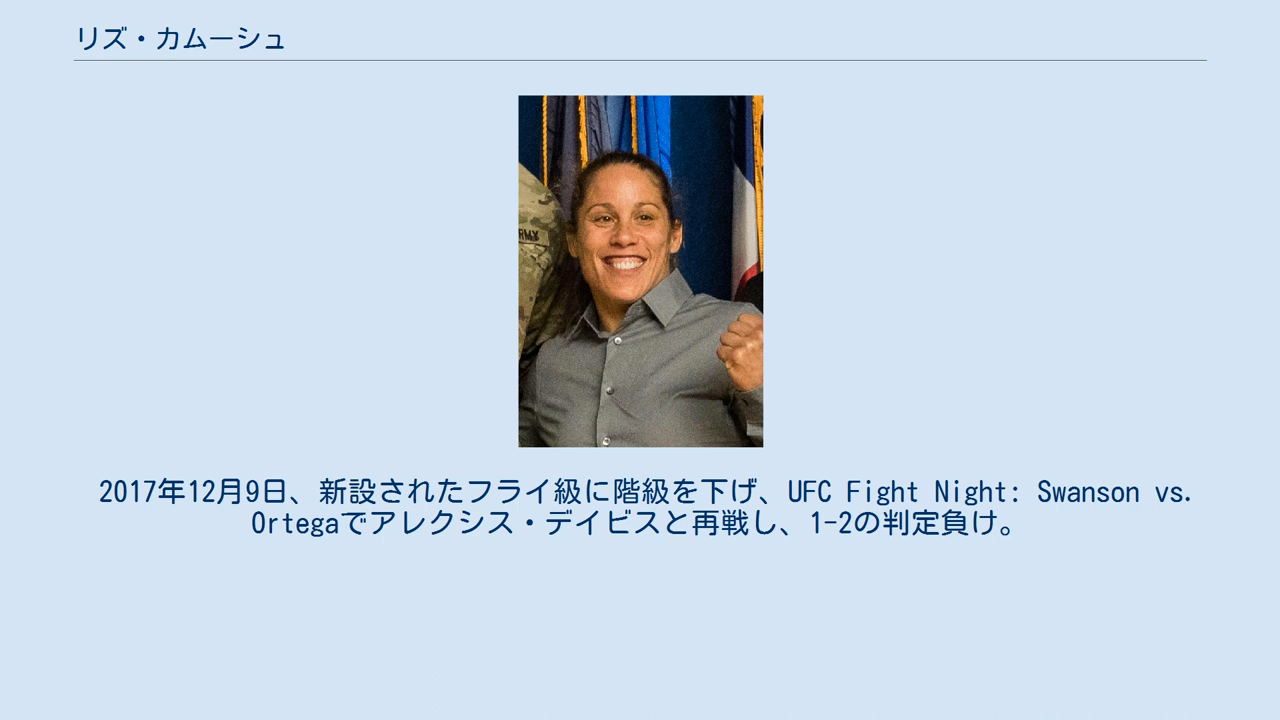 リズ・カムーシュ
RMY
2017年12月9日、新設されたフライ級に階級を下げ、UFC Fight Night: Swanson vs.
Ortegaでアレクシス・デイビスと再戦し、1-2の判定負け。